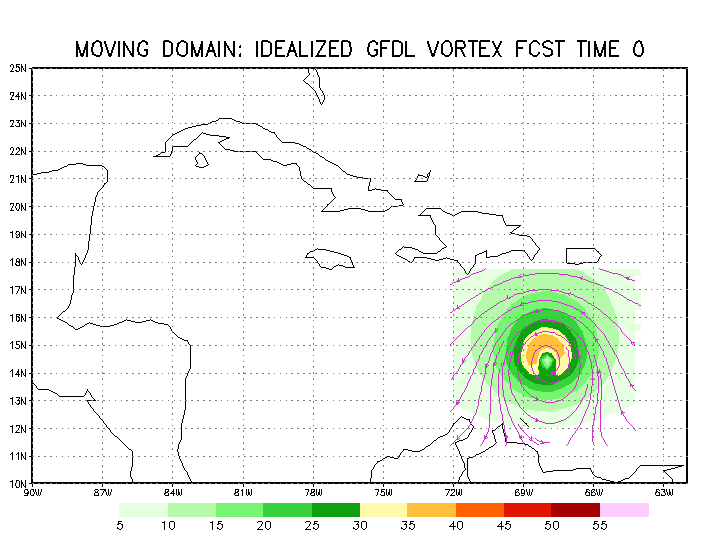 MOVING DOMAIN: IDEALIZED GFDL VORTEX FCST TIME 0
25N
24N
23N
22N
21N
20N
19N
18N
17N
16N
15N
14N
13N
12N
11N
10N
90W 87W 84W 81W 78W 75W 72W 69W 66W 63W
5 10 15 20 25 30 35 40 45 50 55